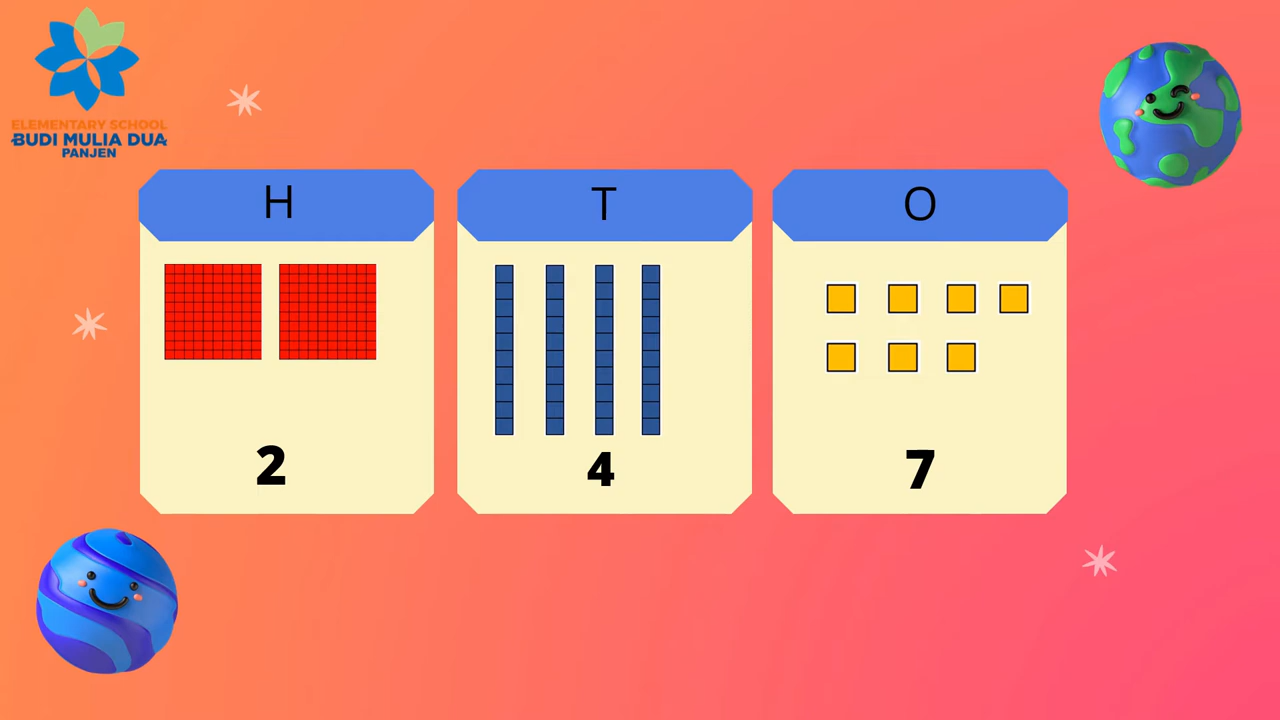 ELEMENTARY SCHOOL
BUDI MULIA DUA
PANJEN
H T O
2 4 7